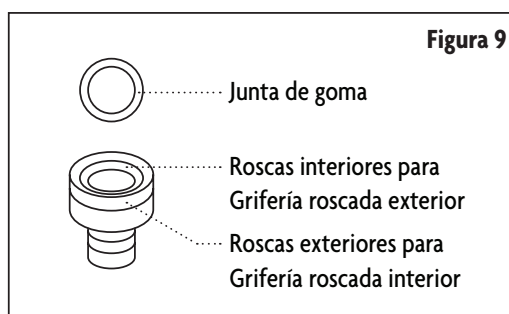 Figura 9
Junta de goma
Roscas interiores para
Grifería roscada exterior
Roscas exteriores para
Grifería roscada interior